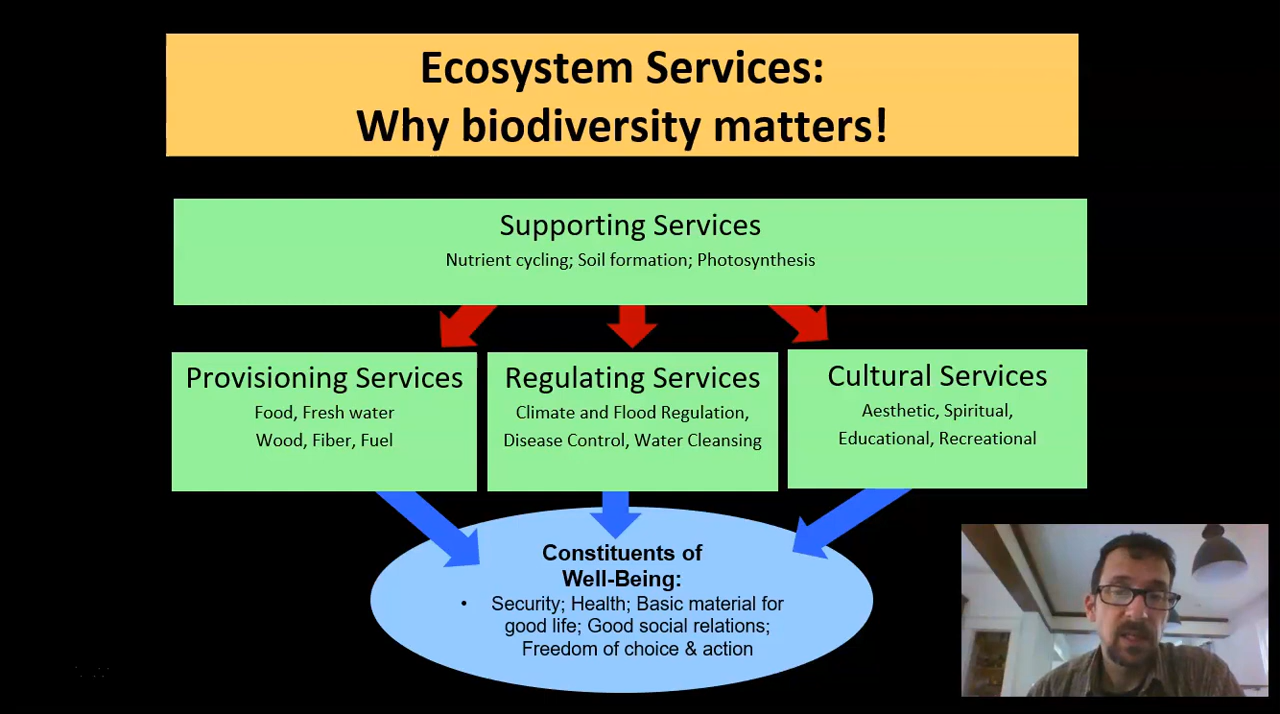 Ecosystem Services:
Why biodiversity matters!
Supporting Services
Nutrient cycling; Soil formation; Photosynthesis
Provisioning Services
Food, Fresh water
Wood, Fiber, Fuel
Regulating Services
Climate and Flood Regulation,
Disease Control, Water Cleansing
Cultural Services
Aesthetic, Spiritual,
Educational, Recreational
Constituents of
Well-Being:
• Security; Health; Basic material for
good life; Good social relations;
Freedom of choice & action